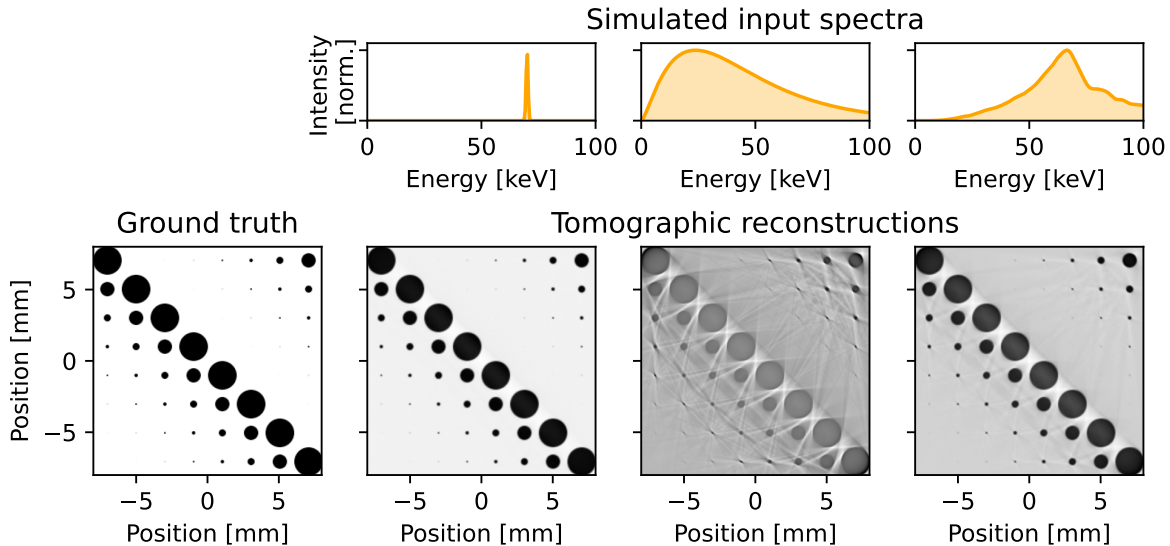 Simulated input spectra
Intensity
[norm.]
0 50 100
0 50 100
0 50 100
Energy [keV]
Energy [keV]
Energy [keV]
Ground truth
Tomographic reconstructions
Position [mm]
5
0
−5
−5 0 5
−5 0 5
−5 0 5
−5 0 5
Position [mm]
Position [mm]
Position [mm]
Position [mm]